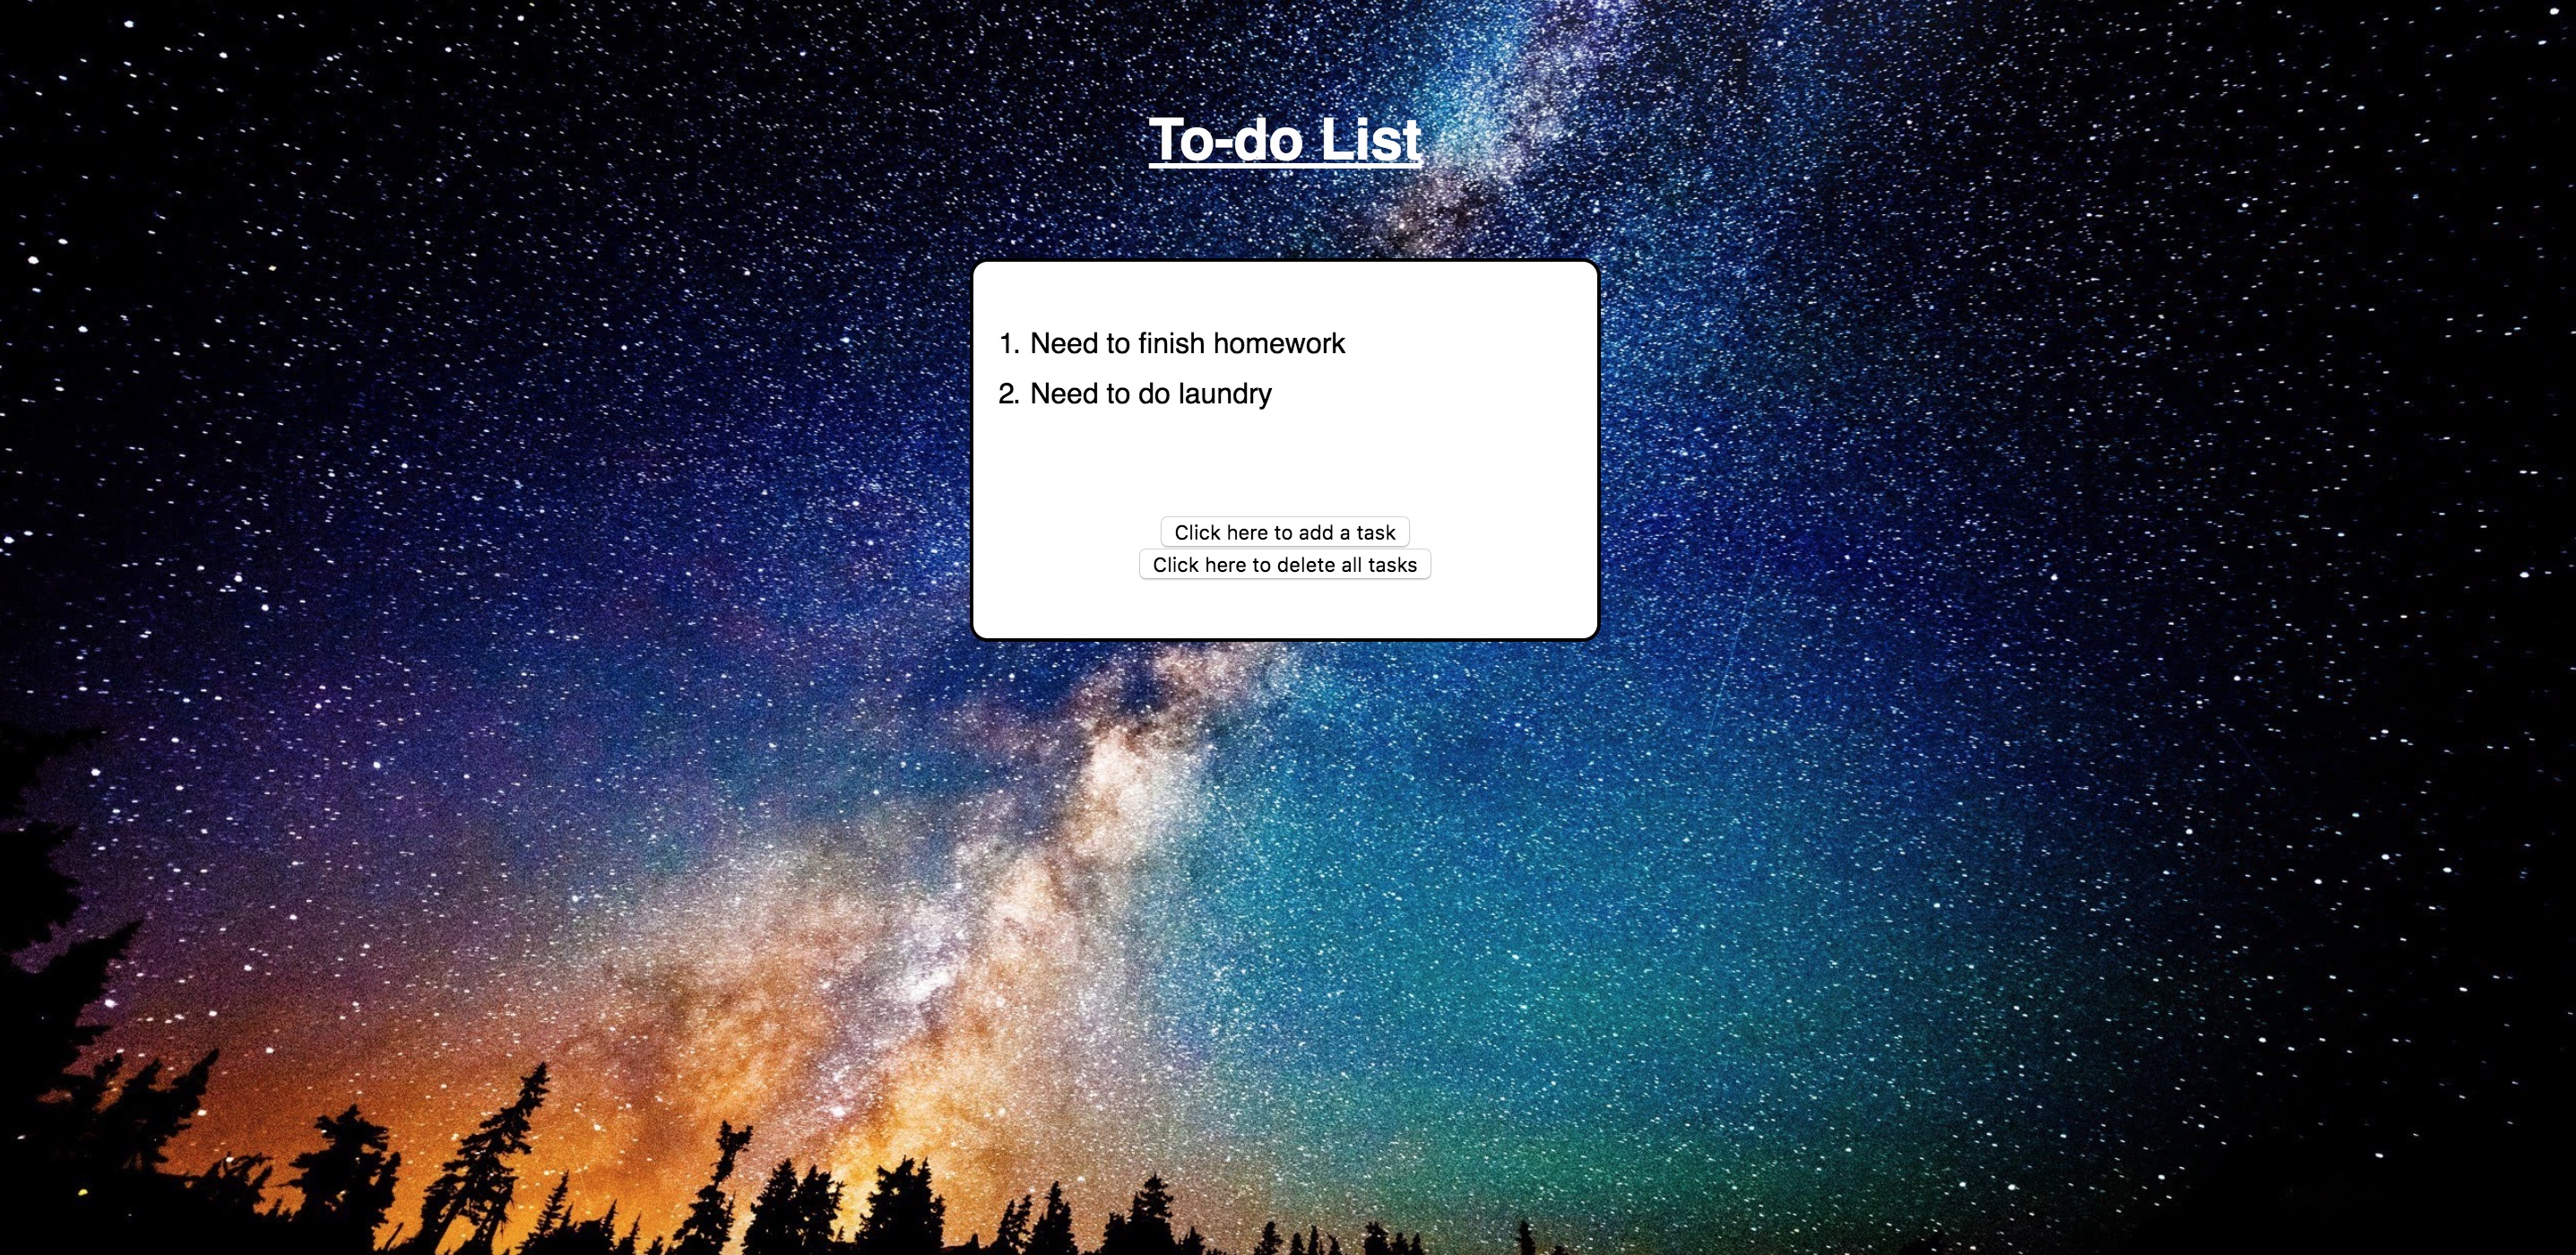 To-do List
1. Need to finish homework
2. Need to do laundry
Click here to add a task
Click here to delete all tasks